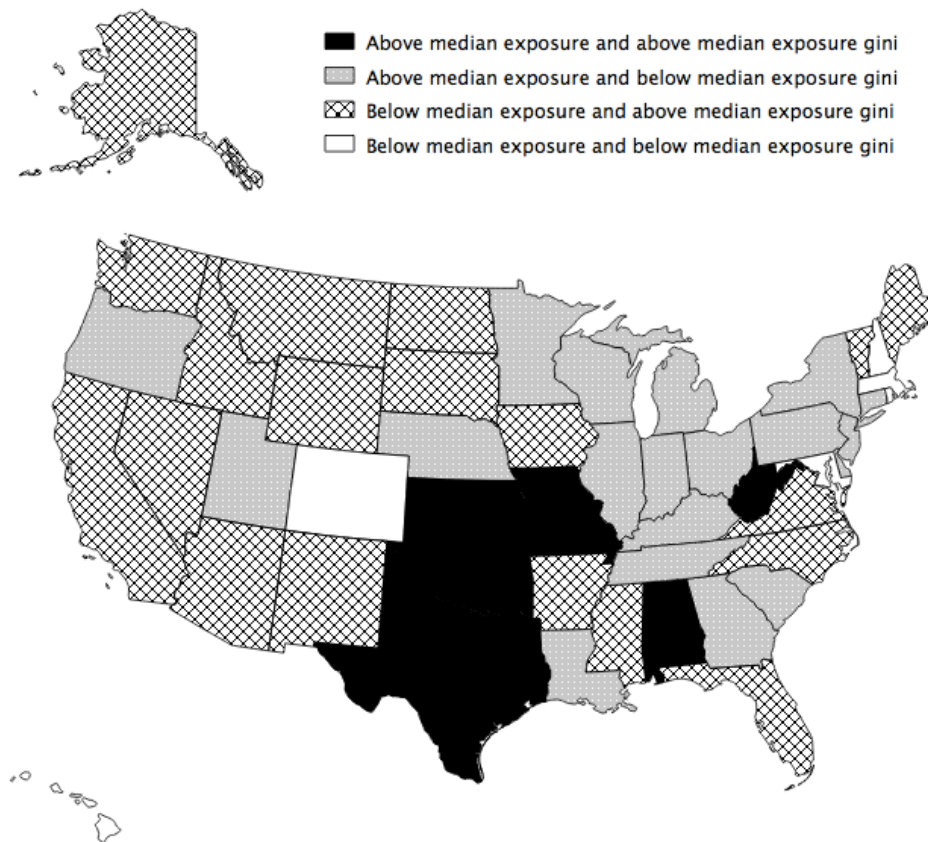 Above median exposure and above median exposure gini
Above median exposure and below median exposure gini
Below median exposure and above median exposure gini
Below median exposure and below median exposure gini